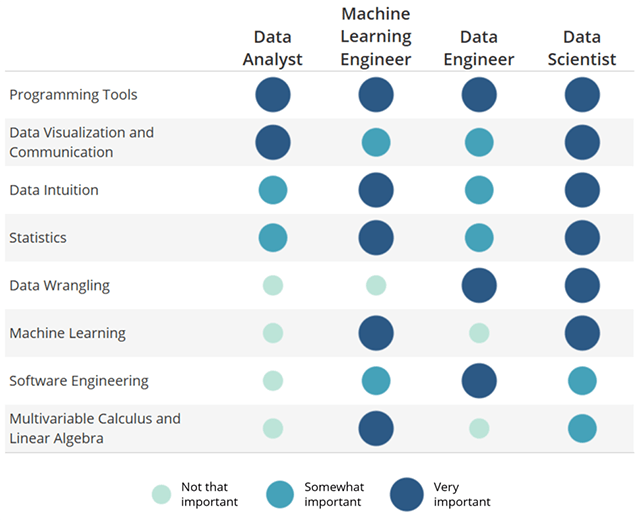 Data Analyst
Machine Learning Engineer
Data Engineer
Data Scientist
Programming Tools
Data Visualization and
Communication
Data Intuition
Statistics
Data Wrangling
Machine Learning
Software Engineering
Multivariable Calculus and
Linear Algebra
Not that
important
Somewhat
important
Very
important